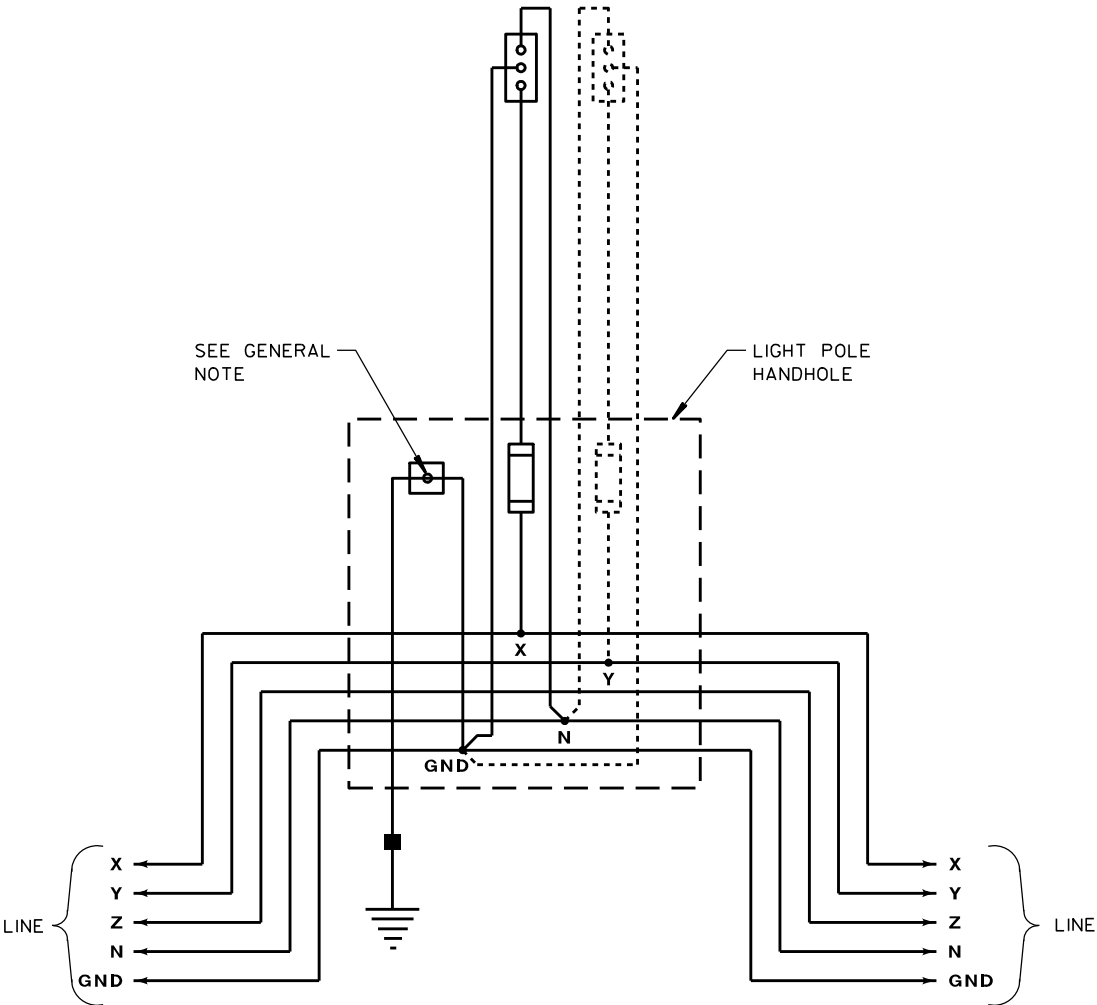 SEE GENERAL
NOTE
LIGHT POLE
HANDHOLE
X
Y
N
GND
LINE
X
Y
Z
N
GND
X
Y
Z
N
GND
LINE